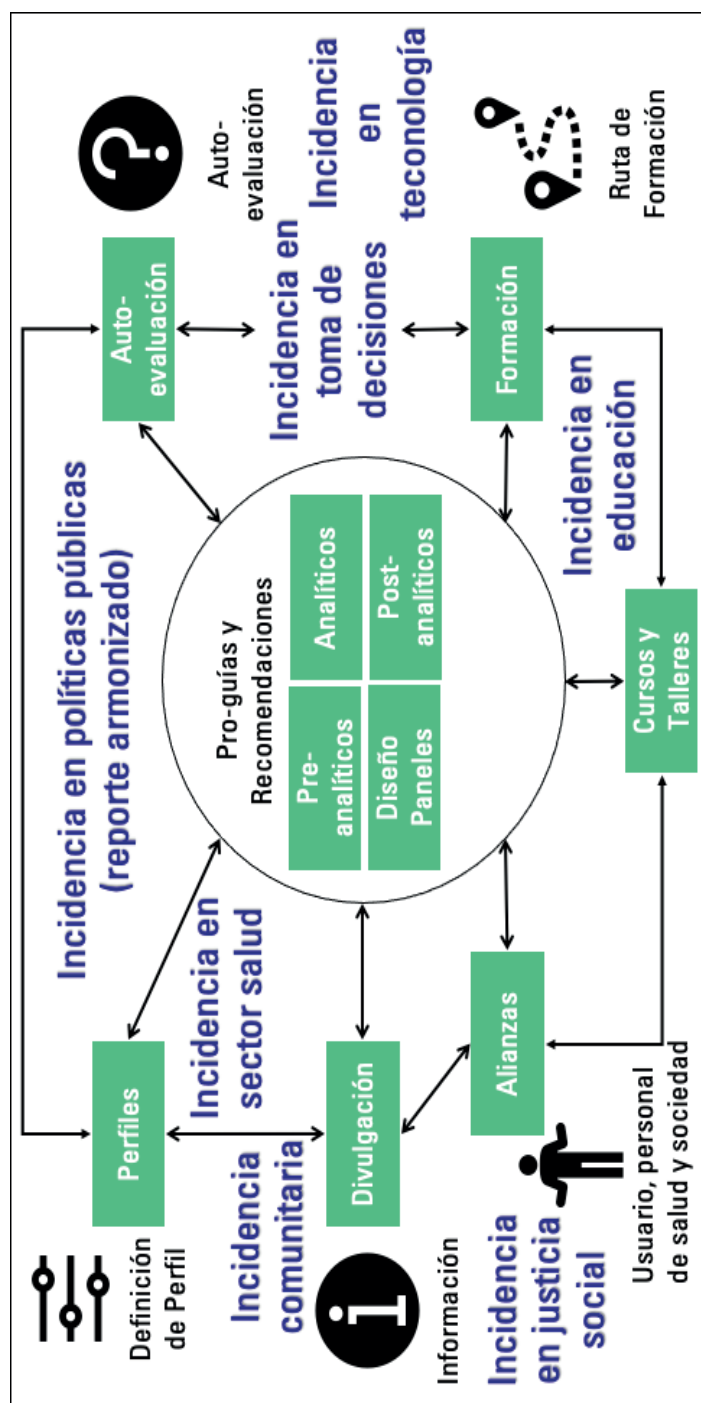 Incidencia en políticas públicas
(reporte armonizado)
Definición
de Perfil
Perfiles
Auto-
evaluación
Auto-
evaluación
Incidencia en
sector salud
Incidencia
comunitaria
Pro-guías y
Recomendaciones
Pre-
analíticos
Analíticos
Diseño
Paneles
Post-
analíticos
Incidencia en
toma de
decisiones
Incidencia
en
teconología
Información
Divulgación
Incidencia
en justicia
social
Alianzas
Formación
Ruta de
Formación
Incidencia en
educación
Usuario, personal
de salud y sociedad
Cursos y
Talleres